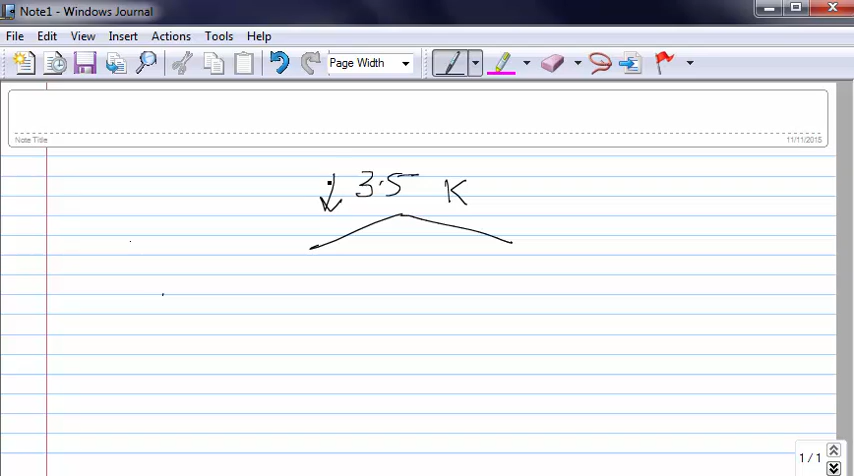 Note1 - Windows Journal
File Edit View Insert Actions Tools Help
Page Width
Note Title
11/11/2015
↓ 3.5 K
1 / 1